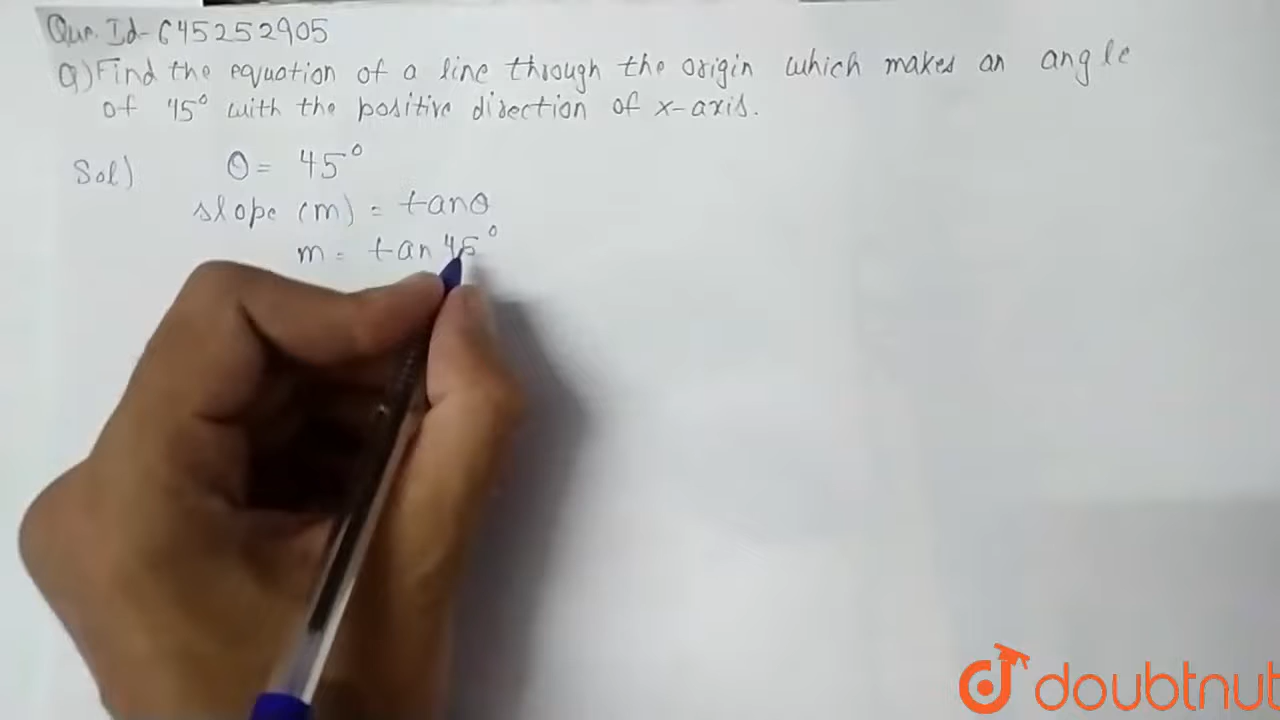 Que. Id-645252905
Q) Find the equation of a line through the origin which makes an angle
of 45° with the positive direction of x-axis.
Sol) θ = 45°
slope (m) = tanθ
m = tan 45°
doubtnut